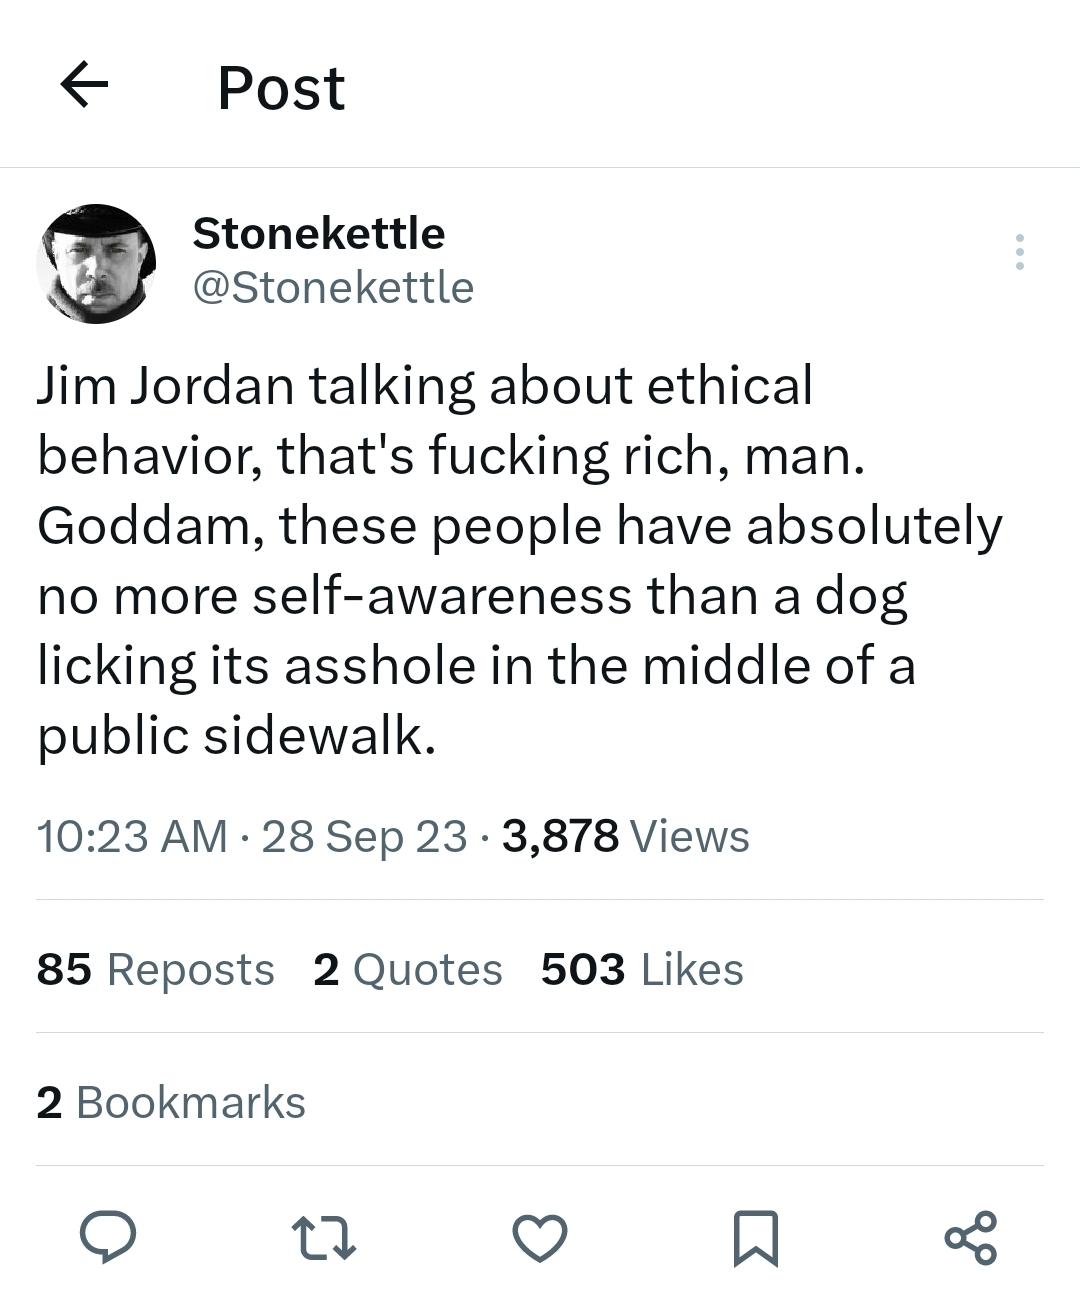 Post
Stonekettle
@Stonekettle
Jim Jordan talking about ethical
behavior, that's fucking rich, man.
Goddam, these people have absolutely
no more self-awareness than a dog
licking its asshole in the middle of a
public sidewalk.
10:23 AM · 28 Sep 23 · 3,878 Views
85 Reposts 2 Quotes 503 Likes
2 Bookmarks